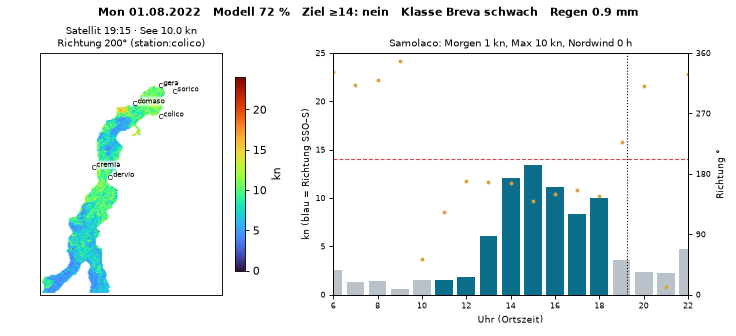 Mon 01.08.2022   Modell 72 %   Ziel ≥14: nein   Klasse Breva schwach   Regen 0.9 mm
Satellit 19:15 · See 10.0 kn
Richtung 200° (station:colico)
gera
sorico
domaso
colico
cremia
dervio
20
15
10
5
0
kn
Samolaco: Morgen 1 kn, Max 10 kn, Nordwind 0 h
25
20
15
10
5
0
kn (blau = Richtung SSO–S)
360
270
180
90
0
Richtung °
6 8 10 12 14 16 18 20 22
Uhr (Ortszeit)